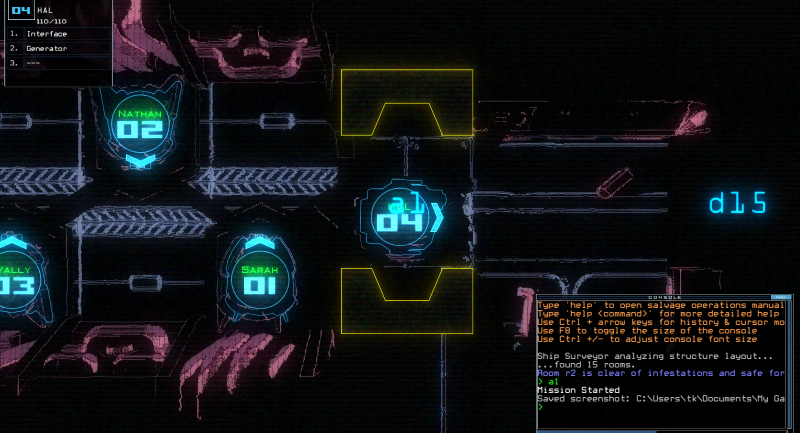 04 HAL
110/110
1. Interface
2. Generator
3. ---
NATHAN
02
a1
04
d15
VALLY
03
SARAH
01
CONSOLE
Type 'help' to open salvage operations manual
Type 'help <command>' for more detailed help
Use Ctrl + arrow keys for history & cursor mo
Use F8 to toggle the size of the console
Use Ctrl +/- to adjust console font size
Ship Surveyor analyzing structure layout...
...found 15 rooms.
Room r2 is clear of infestations and safe for
> a1
Mission Started
Saved screenshot: C:\Users\tk\Documents\My Ga
>